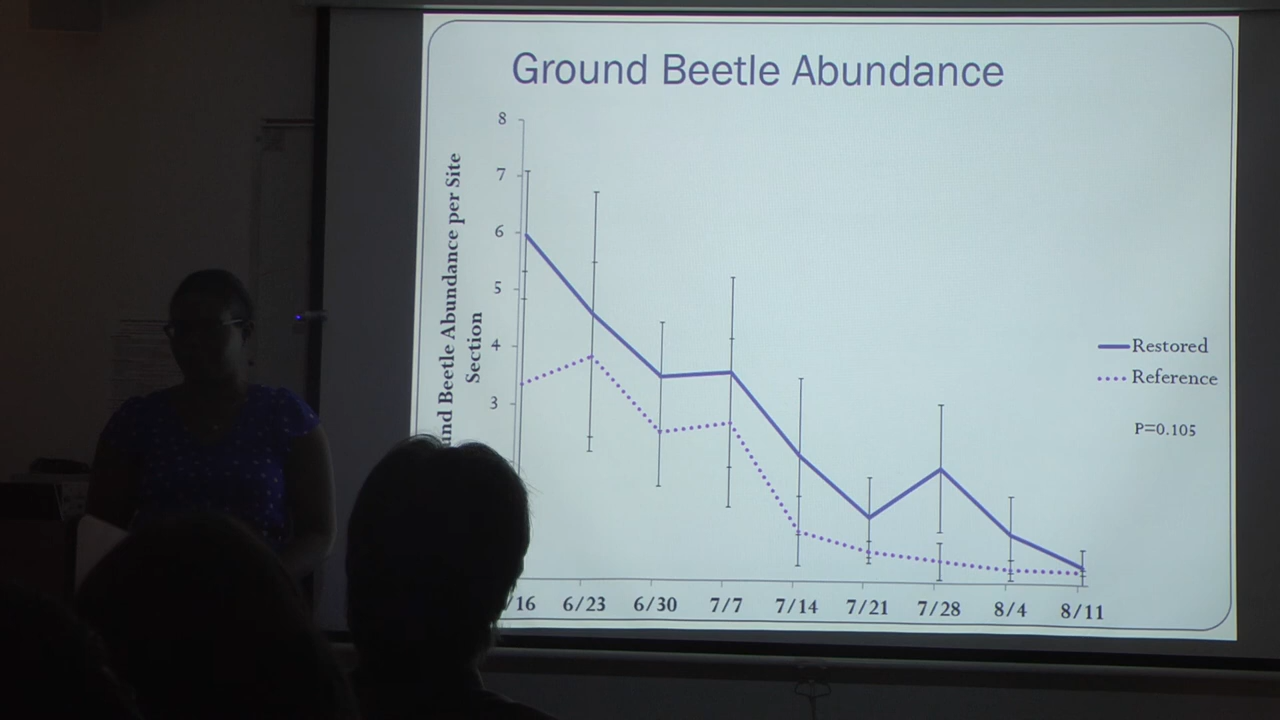 Ground Beetle Abundance
8
7
6
5
4
3
und Beetle Abundance per Site
Section
/16 6/23 6/30 7/7 7/14 7/21 7/28 8/4 8/11
Restored
Reference
P=0.105